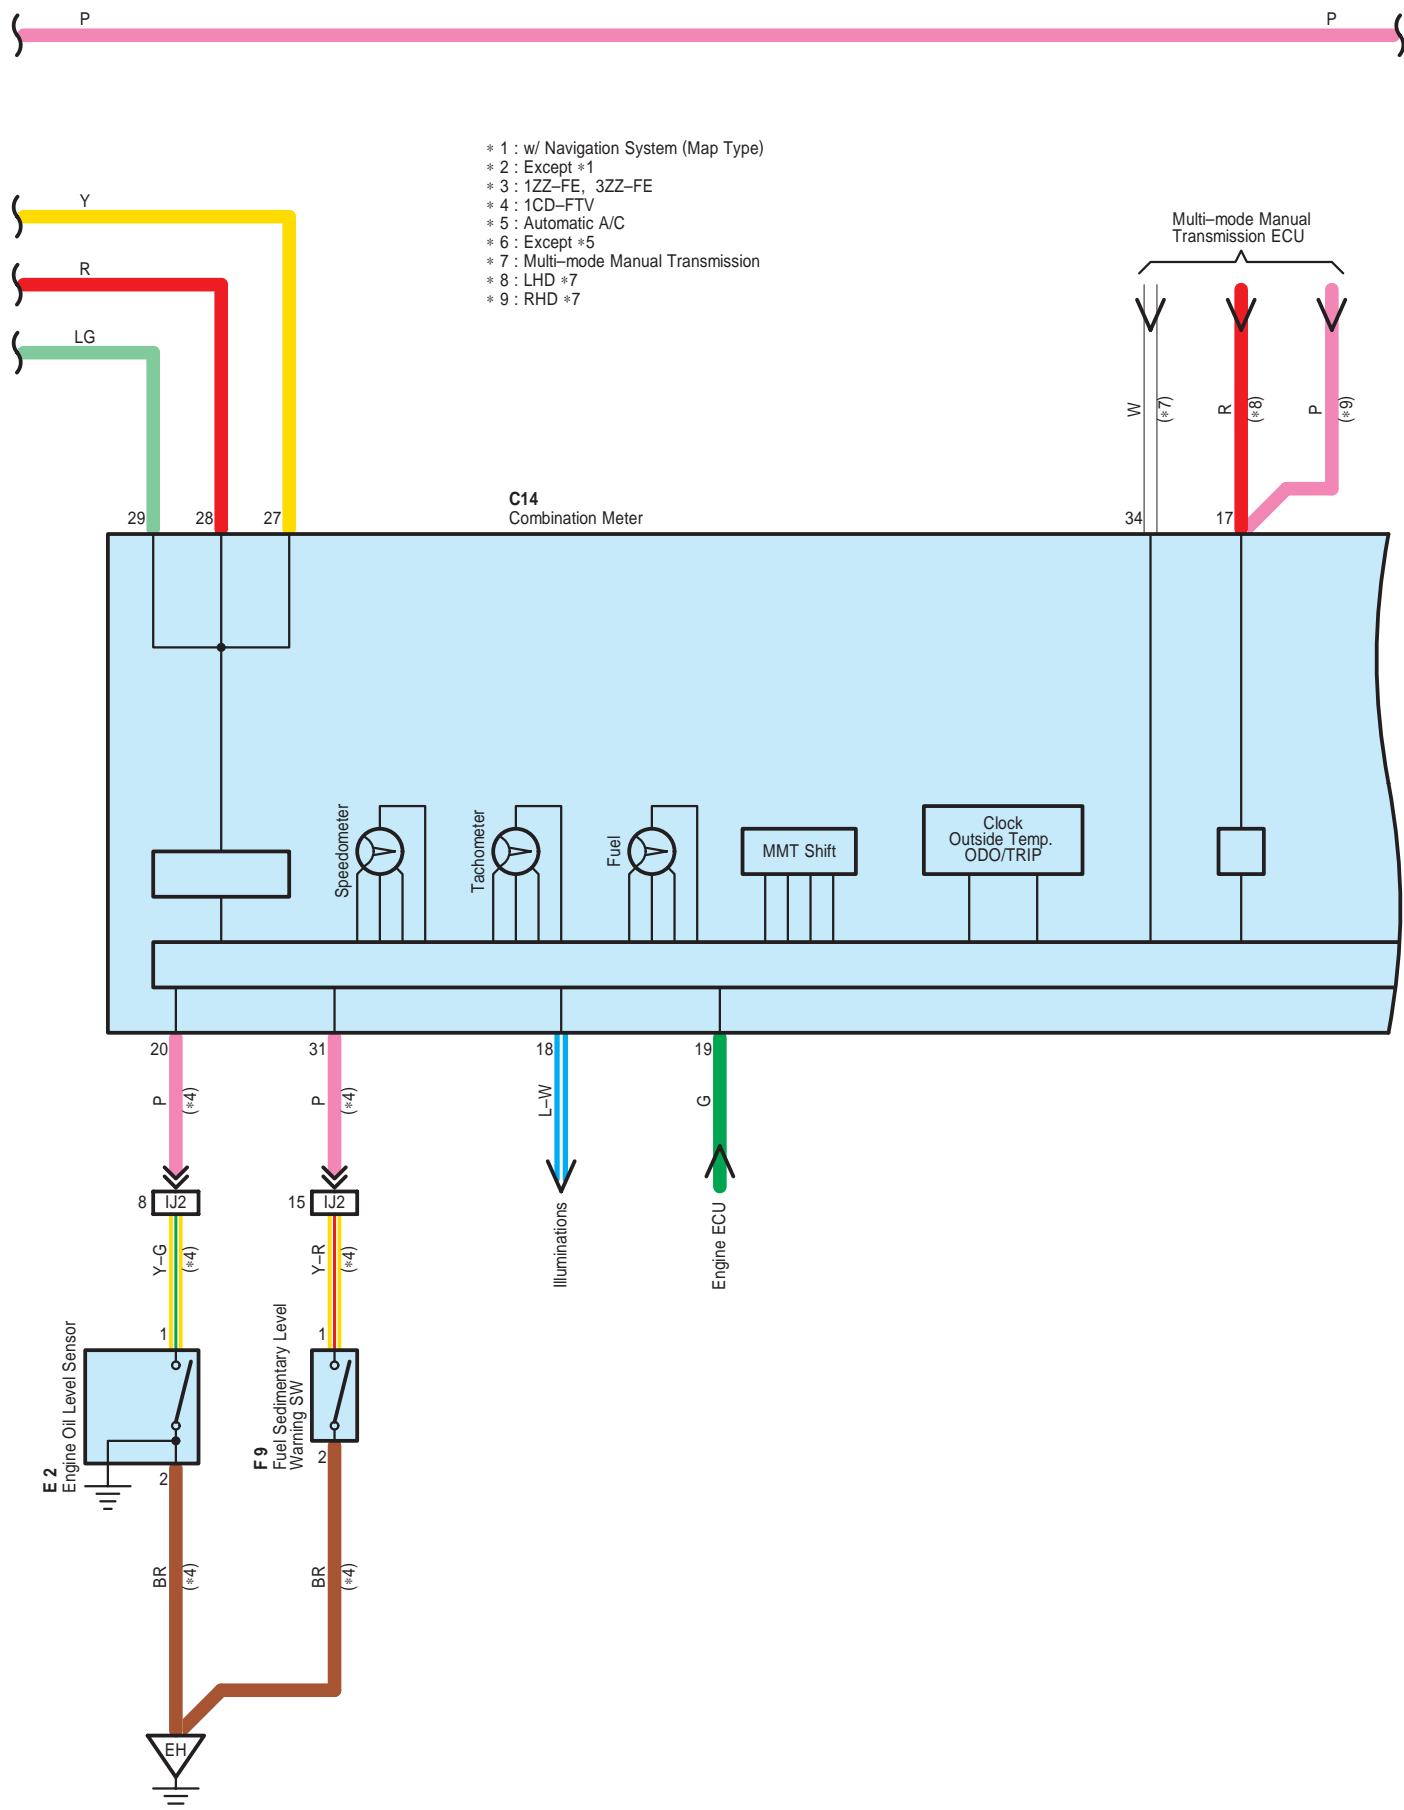 P P
∗ 1 : w/ Navigation System (Map Type)
∗ 2 : Except ∗1
∗ 3 : 1ZZ–FE, 3ZZ–FE
∗ 4 : 1CD–FTV
∗ 5 : Automatic A/C
∗ 6 : Except ∗5
∗ 7 : Multi–mode Manual Transmission
∗ 8 : LHD ∗7
∗ 9 : RHD ∗7
Y
R
LG
Multi–mode Manual
Transmission ECU
W
(∗7)
R
(∗8)
P
(∗9)
C14
Combination Meter
29 28 27 34 17
Speedometer
Tachometer
Fuel
MMT Shift
Clock
Outside Temp.
ODO/TRIP
20 31 18 19
P
(∗4)
P
(∗4)
L–W
G
8 IJ2
15 IJ2
Illuminations
Engine ECU
Y–G
(∗4)
Y–R
(∗4)
1
1
E 2
Engine Oil Level Sensor
F 9
Fuel Sedimentary Level
Warning SW
2
2
BR
(∗4)
BR
(∗4)
EH